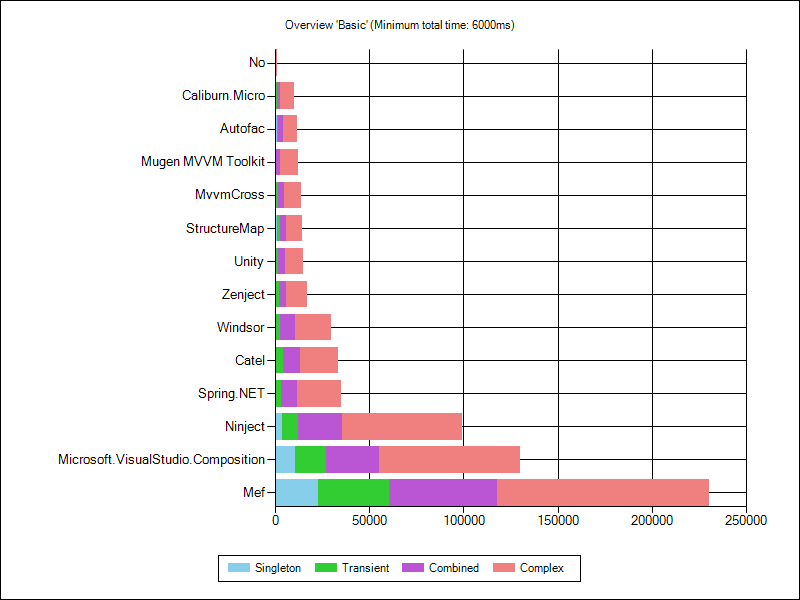 Overview 'Basic' (Minimum total time: 6000ms)
No
Caliburn.Micro
Autofac
Mugen MVVM Toolkit
MvvmCross
StructureMap
Unity
Zenject
Windsor
Catel
Spring.NET
Ninject
Microsoft.VisualStudio.Composition
Mef
0 50000 100000 150000 200000 250000
Singleton Transient Combined Complex